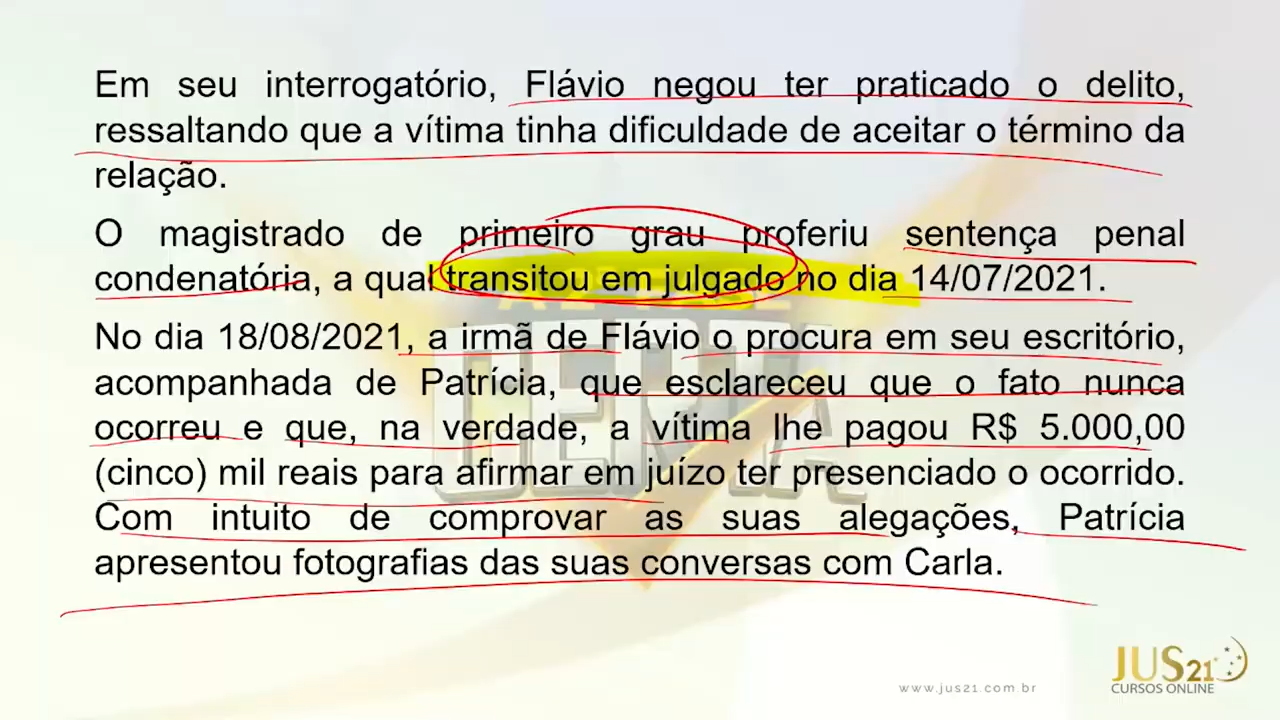 Em seu interrogatório, Flávio negou ter praticado o delito,
ressaltando que a vítima tinha dificuldade de aceitar o término da
relação.
O magistrado de primeiro grau proferiu sentença penal
condenatória, a qual transitou em julgado no dia 14/07/2021.
No dia 18/08/2021, a irmã de Flávio o procura em seu escritório,
acompanhada de Patrícia, que esclareceu que o fato nunca
ocorreu e que, na verdade, a vítima lhe pagou R$ 5.000,00
(cinco) mil reais para afirmar em juízo ter presenciado o ocorrido.
Com intuito de comprovar as suas alegações, Patrícia
apresentou fotografias das suas conversas com Carla.
www.jus21.com.br
JUS21
CURSOS ONLINE